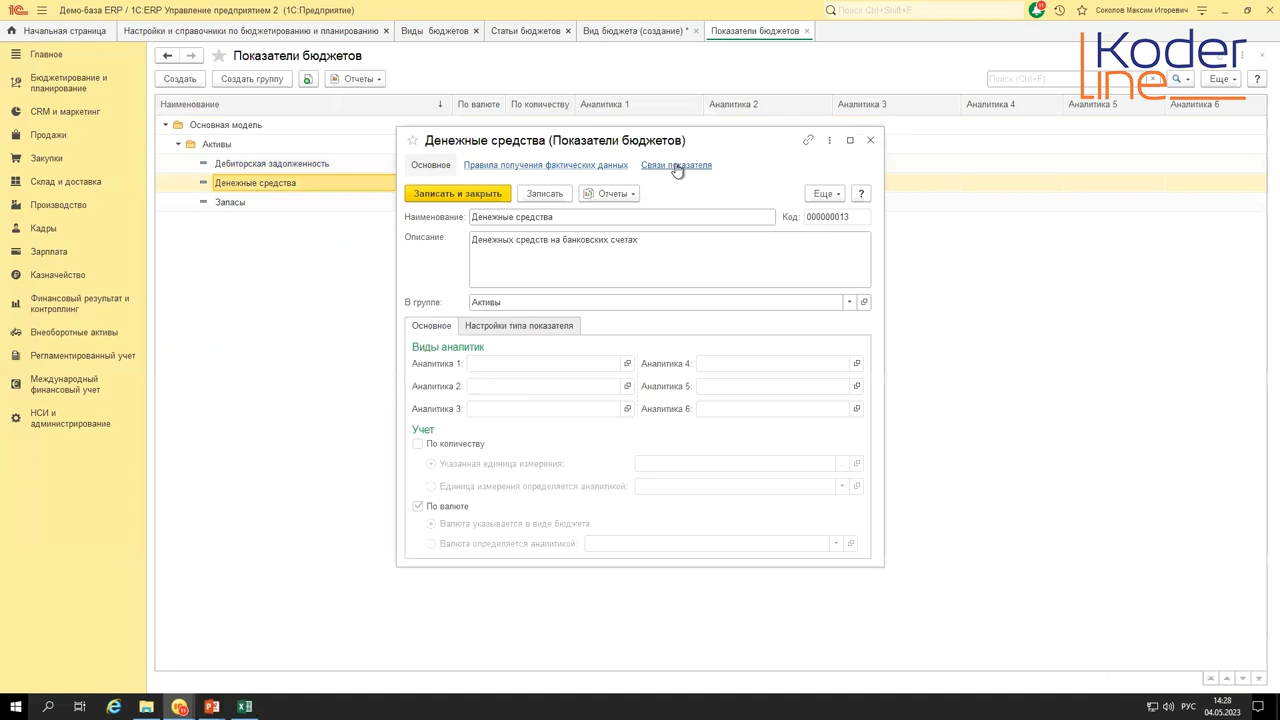 Демо-база ERP / 1С:ERP Управление предприятием 2 (1С:Предприятие)
Поиск Ctrl+Shift+F
11
Соколов Максим Игоревич
Начальная страница
Настройки и справочники по бюджетированию и планированию
Виды бюджетов
Статьи бюджетов
Вид бюджета (создание) *
Показатели бюджетов
Koder
line
Главное
Бюджетирование и
планирование
CRM и маркетинг
Продажи
Закупки
Склад и доставка
Производство
Кадры
Зарплата
Казначейство
Финансовый результат и
контроллинг
Внеоборотные активы
Регламентированный учет
Международный
финансовый учет
НСИ и
администрирование
Показатели бюджетов
Создать
Создать группу
Отчеты
Поиск (Ctrl+F)
Еще
?
Наименование
По валюте
По количеству
Аналитика 1
Аналитика 2
Аналитика 3
Аналитика 4
Аналитика 5
Аналитика 6
Основная модель
Активы
Дебиторская задолженность
Денежные средства
Запасы
Денежные средства (Показатели бюджетов)
Основное
Правила получения фактических данных
Связи показателя
Записать и закрыть
Записать
Отчеты
Еще
?
Наименование: Денежные средства
Код: 000000013
Описание: Денежных средств на банковских счетах
В группе: Активы
Основное
Настройки типа показателя
Виды аналитик
Аналитика 1:
Аналитика 4:
Аналитика 2:
Аналитика 5:
Аналитика 3:
Аналитика 6:
Учет
По количеству
Указанная единица измерения:
Единица измерения определяется аналитикой:
По валюте
Валюта указывается в виде бюджета
Валюта определяется аналитикой:
РУС
14:28
04.05.2023